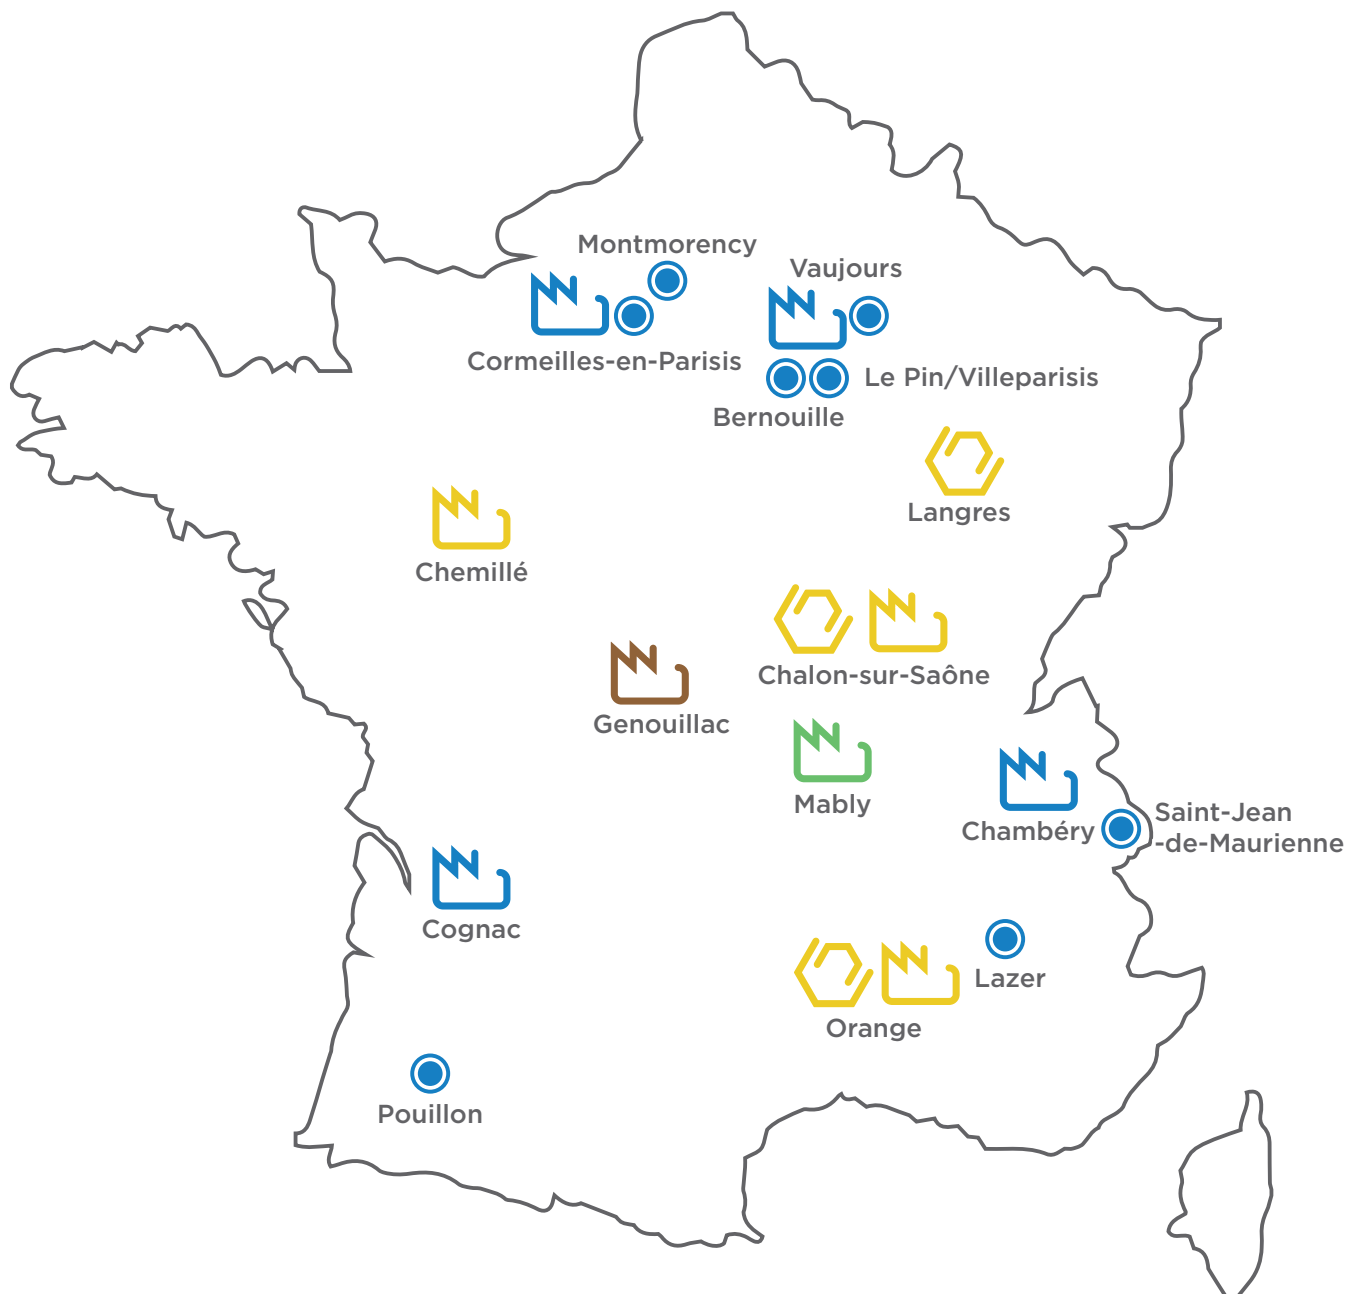 Montmorency
Vaujours
Cormeilles-en-Parisis
Le Pin/Villeparisis
Bernouille
Langres
Chemillé
Chalon-sur-Saône
Genouillac
Mably
Saint-Jean
-de-Maurienne
Chambéry
Cognac
Lazer
Orange
Pouillon